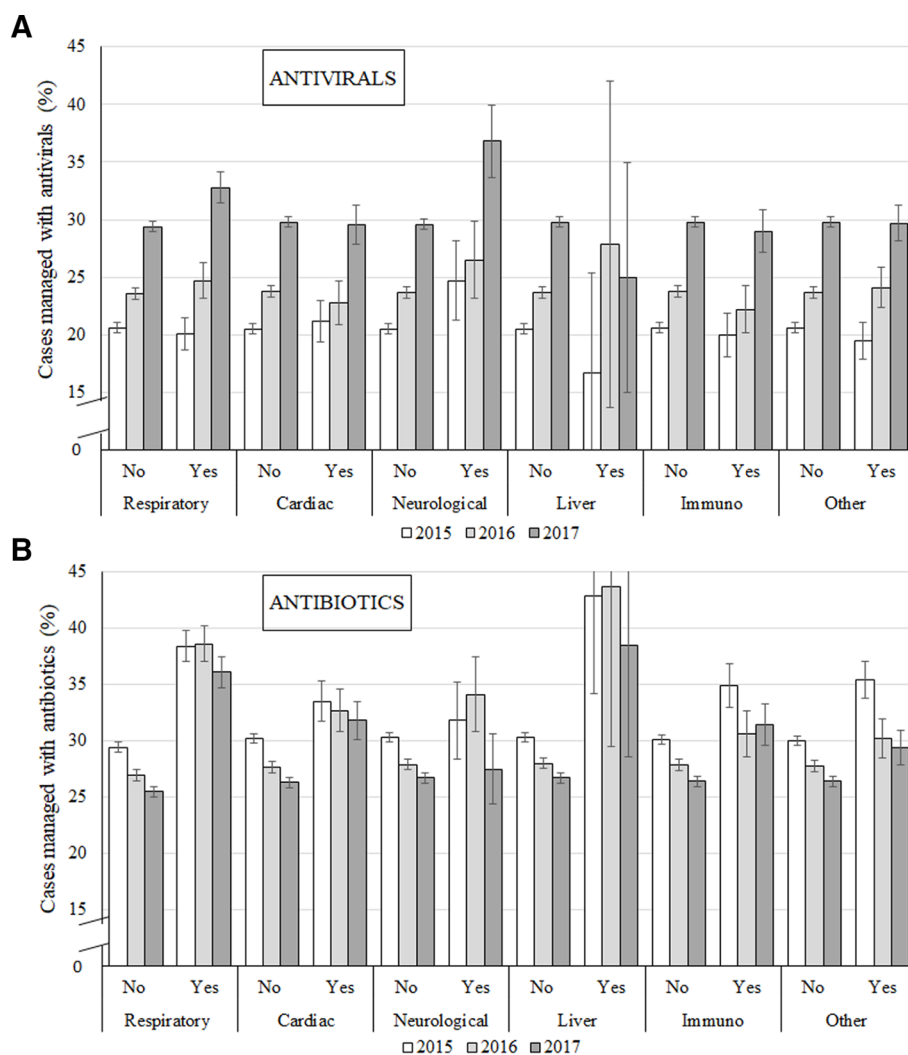 A
ANTIVIRALS
Cases managed with antivirals (%)
45
40
35
30
25
20
15
0
No Yes No Yes No Yes No Yes No Yes No Yes
Respiratory Cardiac Neurological Liver Immuno Other
2015 2016 2017
B
ANTIBIOTICS
Cases managed with antibiotics (%)
45
40
35
30
25
20
15
0
No Yes No Yes No Yes No Yes No Yes No Yes
Respiratory Cardiac Neurological Liver Immuno Other
2015 2016 2017